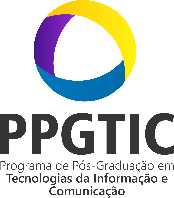 PPGTIC
Programa de Pós-Graduação em
Tecnologias da Informação e
Comunicação